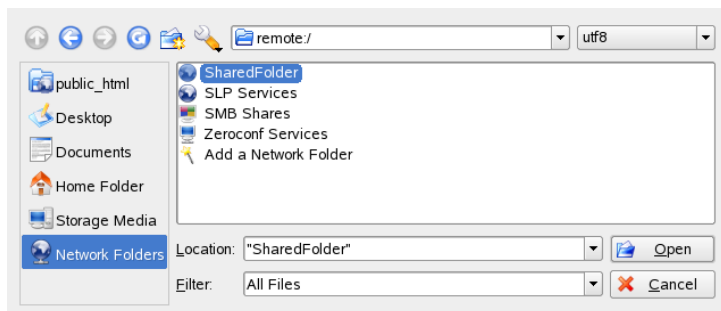 remote:/ utf8
public_html
Desktop
Documents
Home Folder
Storage Media
Network Folders
SharedFolder
SLP Services
SMB Shares
Zeroconf Services
Add a Network Folder
Location: "SharedFolder" Open
Filter: All Files Cancel